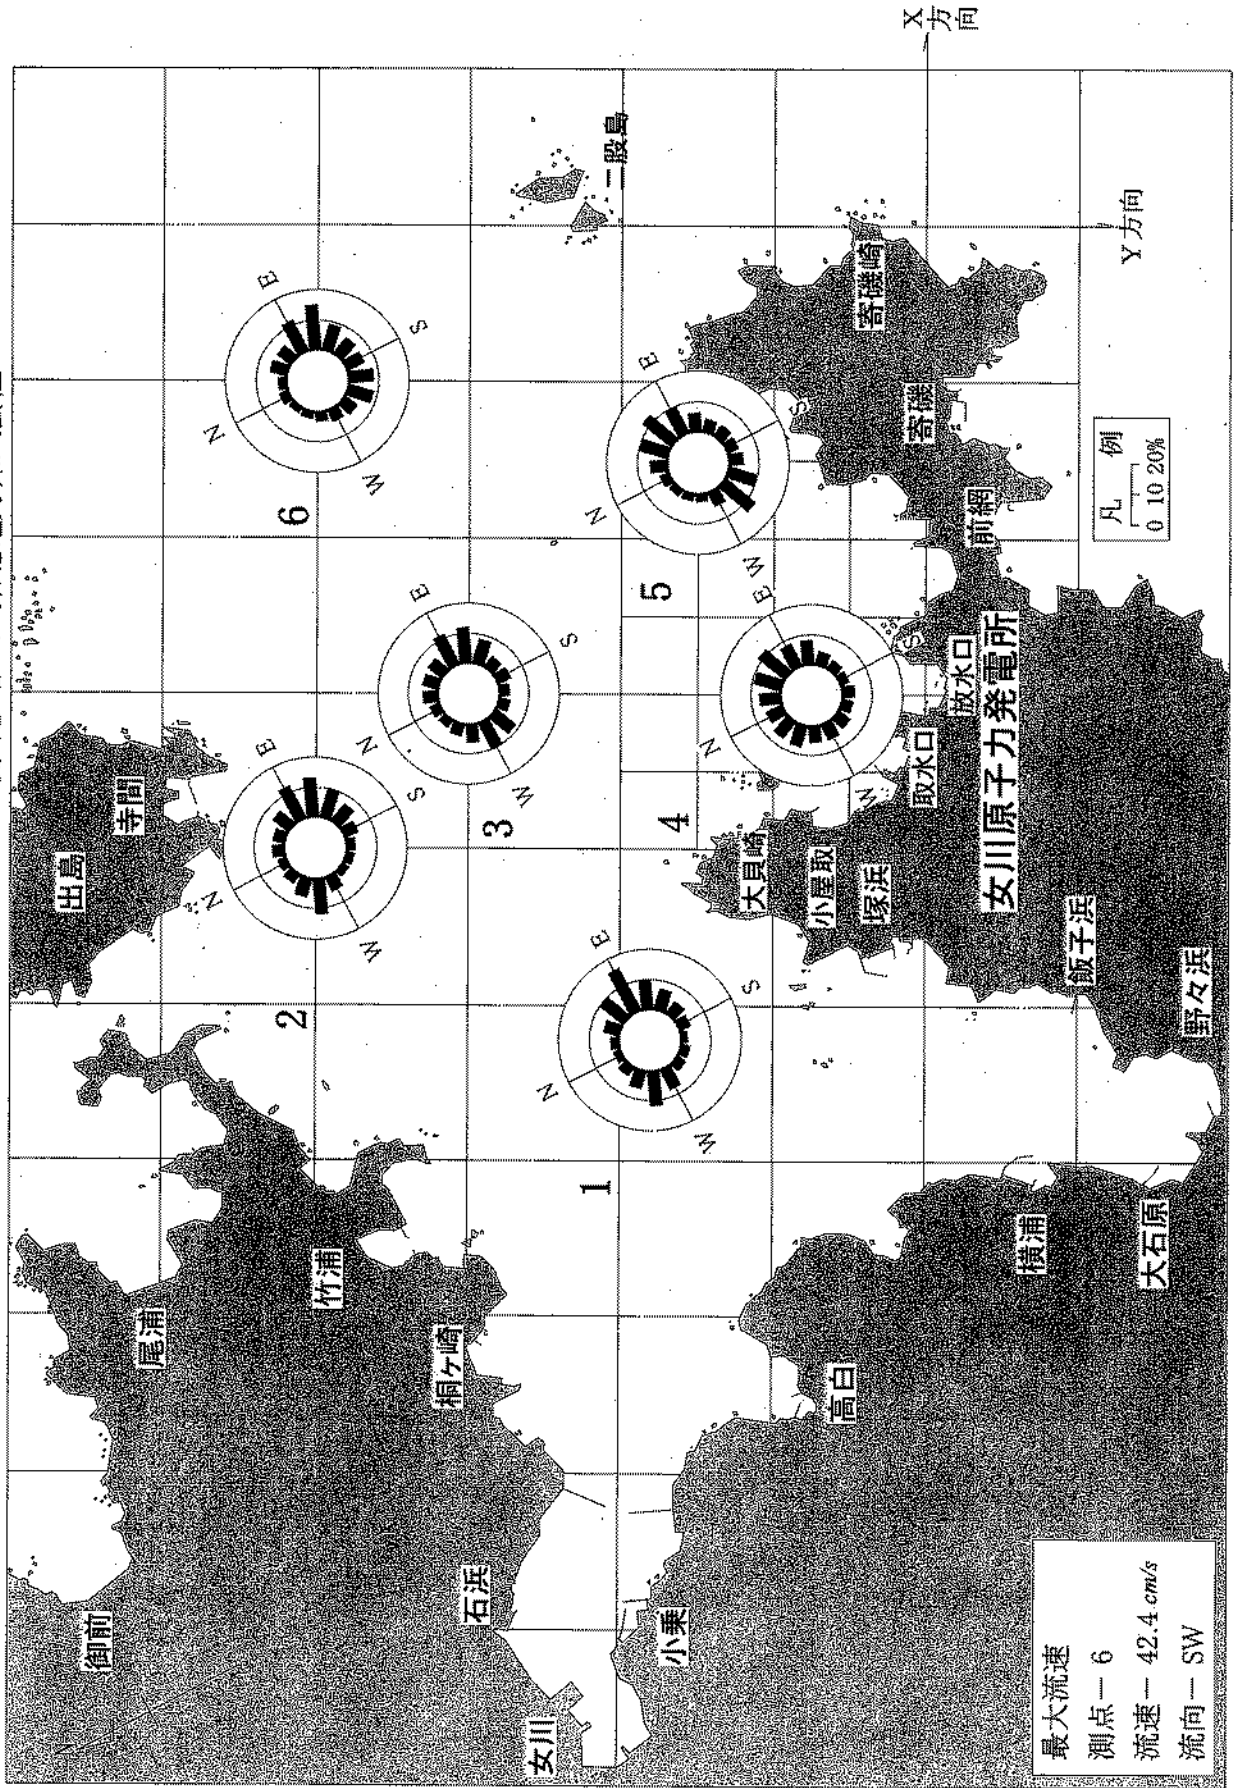 X方向
Y方向
二股島
寄磯崎
寄磯
前網
凡 例
0 10 20%
6
N
E
S
W
5
N
E
S
W
3
N
E
S
W
4
N
E
S
W
2
N
E
S
W
1
N
E
S
W
出島
寺間
放水口
取水口
女川原子力発電所
大貝崎
小屋取
塚浜
飯子浜
野々浜
尾浦
竹浦
桐ヶ崎
横浦
大石原
高白
御前
石浜
小乗
女川
N
最大流速
測点－6
流速－42.4 cm/s
流向－SW